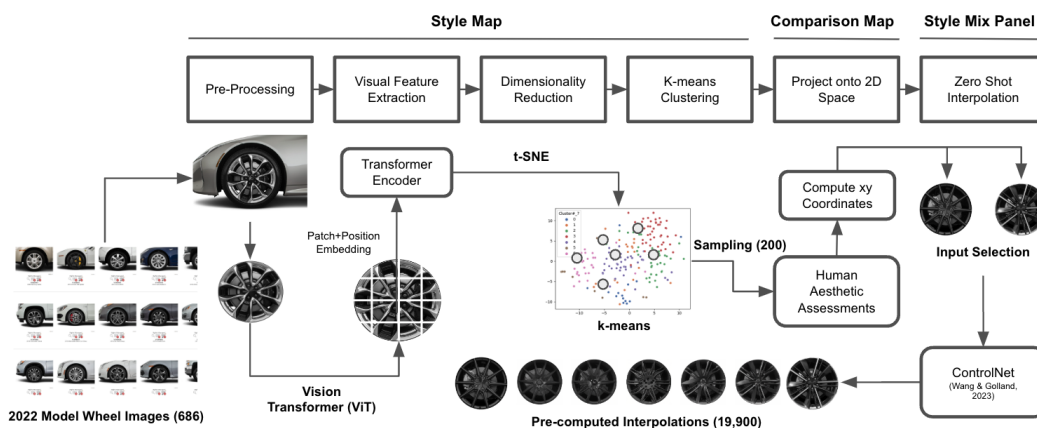 Style Map
Comparison Map
Style Mix Panel
Pre-Processing
Visual Feature
Extraction
Dimensionality
Reduction
K-means
Clustering
Project onto 2D
Space
Zero Shot
Interpolation
Transformer
Encoder
t-SNE
Compute xy
Coordinates
Patch+Position
Embedding
Sampling (200)
Input Selection
Human
Aesthetic
Assessments
k-means
Vision
Transformer (ViT)
ControlNet
(Wang & Golland,
2023)
2022 Model Wheel Images (686)
Pre-computed Interpolations (19,900)